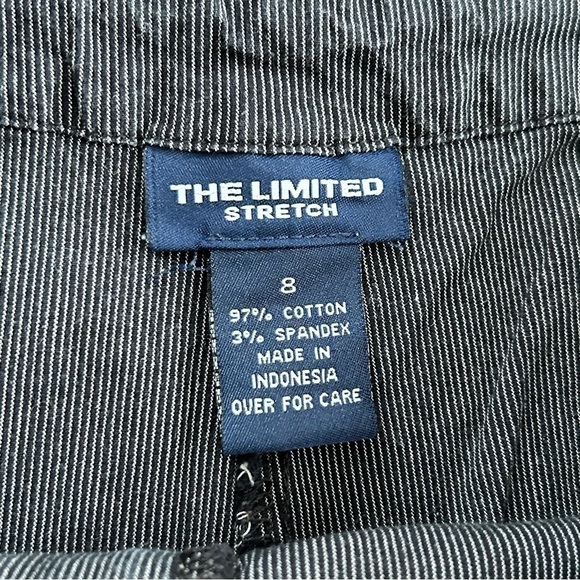 THE LIMITED
STRETCH
8
97% COTTON
3% SPANDEX
MADE IN
INDONESIA
OVER FOR CARE